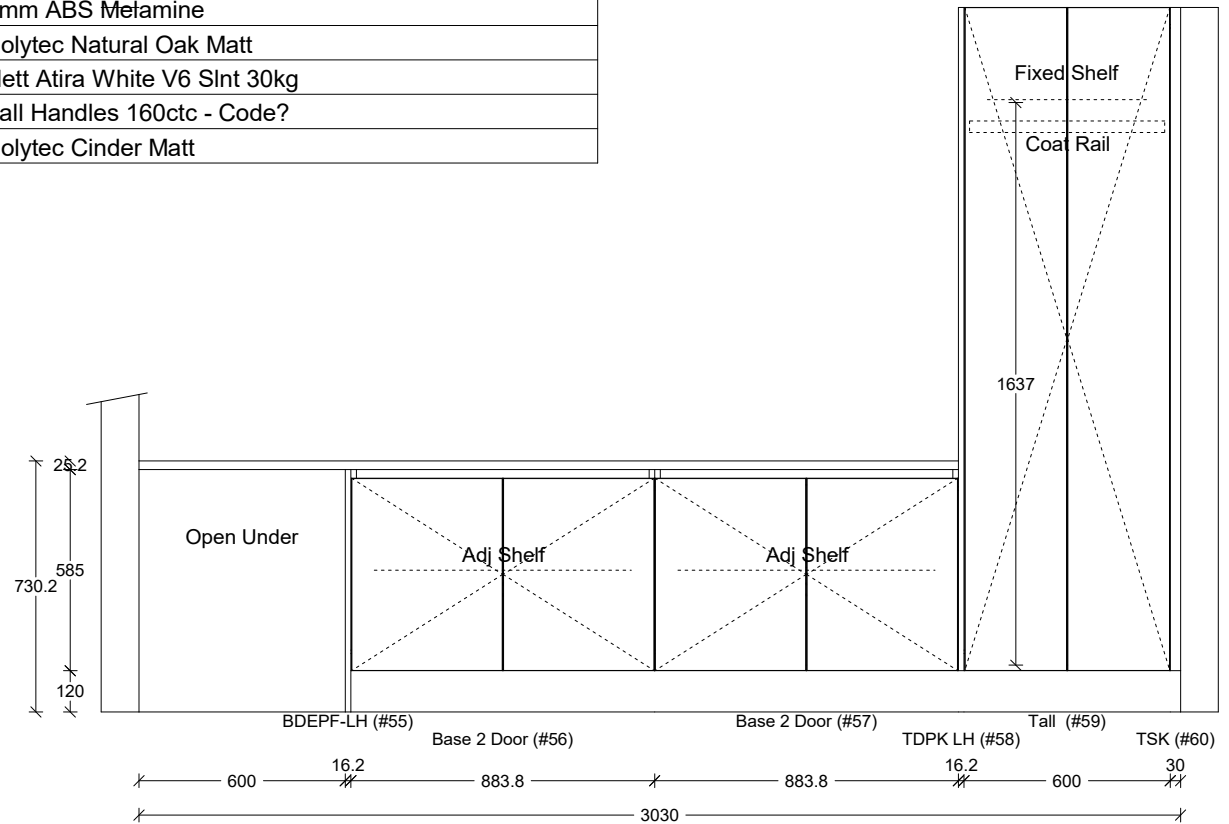 mm ABS Melamine
olytec Natural Oak Matt
lett Atira White V6 Slnt 30kg
all Handles 160ctc - Code?
olytec Cinder Matt
Fixed Shelf
Coat Rail
1637
25.2
Open Under
Adj Shelf
Adj Shelf
585
730.2
120
BDEPF-LH (#55)
Base 2 Door (#57)
Tall (#59)
Base 2 Door (#56)
TDPK LH (#58)
TSK (#60)
16.2
16.2
30
600
883.8
883.8
600
3030